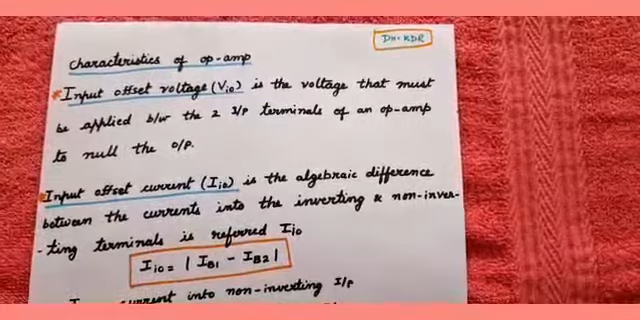 DH-KDR
characteristics of op-amp
*Input offset voltage (Vio) is the voltage that must
be applied b/w the 2 I/P terminals of an op-amp
to null the o/p.
*Input offset current (Iio) is the algebraic difference
between the currents into the inverting & non-inver-
-ting terminals is referred Iio
Iio = | IB1 - IB2 |
current into non-inverting I/P